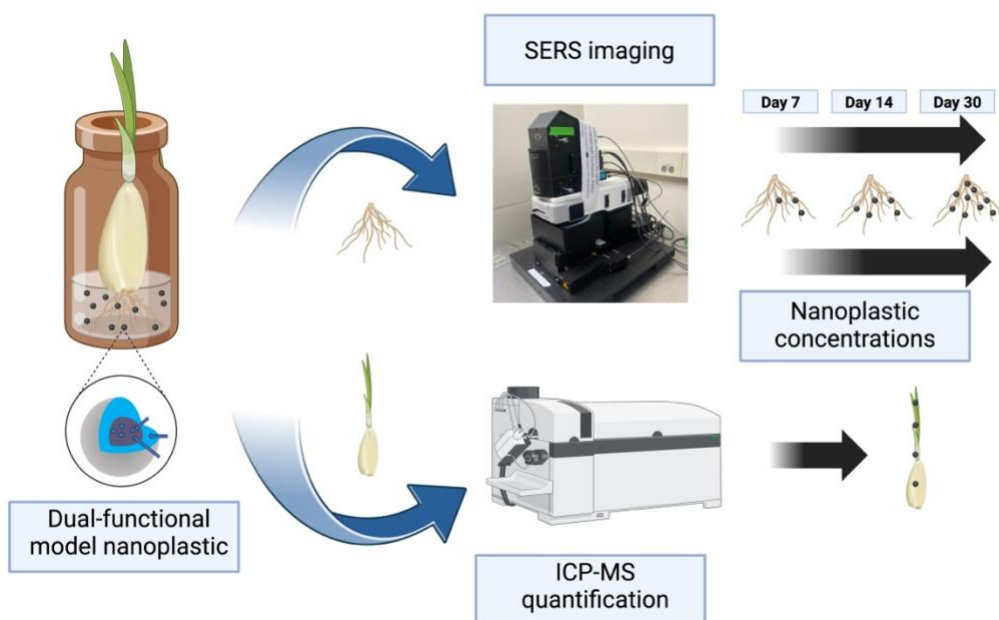 SERS imaging
Day 7
Day 14
Day 30
Nanoplastic
concentrations
Dual-functional
model nanoplastic
ICP-MS
quantification